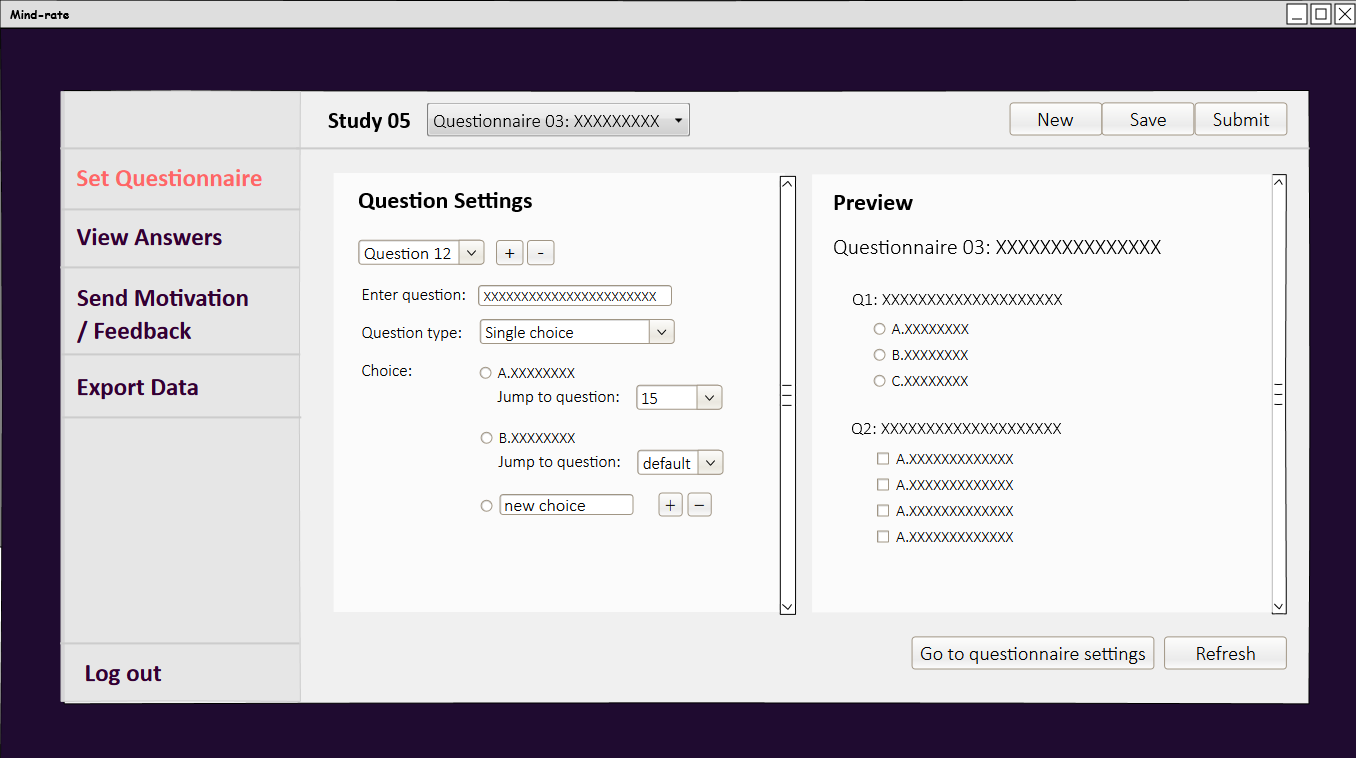 Mind-rate
Study 05
Questionnaire 03: XXXXXXXXX
New
Save
Submit
Set Questionnaire
View Answers
Send Motivation
/ Feedback
Export Data
Log out
Question Settings
Question 12
+
-
Enter question:
XXXXXXXXXXXXXXXXXXXXXXX
Question type:
Single choice
Choice:
A.XXXXXXXX
Jump to question:
15
B.XXXXXXXX
Jump to question:
default
new choice
+
−
Preview
Questionnaire 03: XXXXXXXXXXXXXXX
Q1: XXXXXXXXXXXXXXXXXXXX
A.XXXXXXXX
B.XXXXXXXX
C.XXXXXXXX
Q2: XXXXXXXXXXXXXXXXXXXX
A.XXXXXXXXXXXXX
A.XXXXXXXXXXXXX
A.XXXXXXXXXXXXX
A.XXXXXXXXXXXXX
Go to questionnaire settings
Refresh